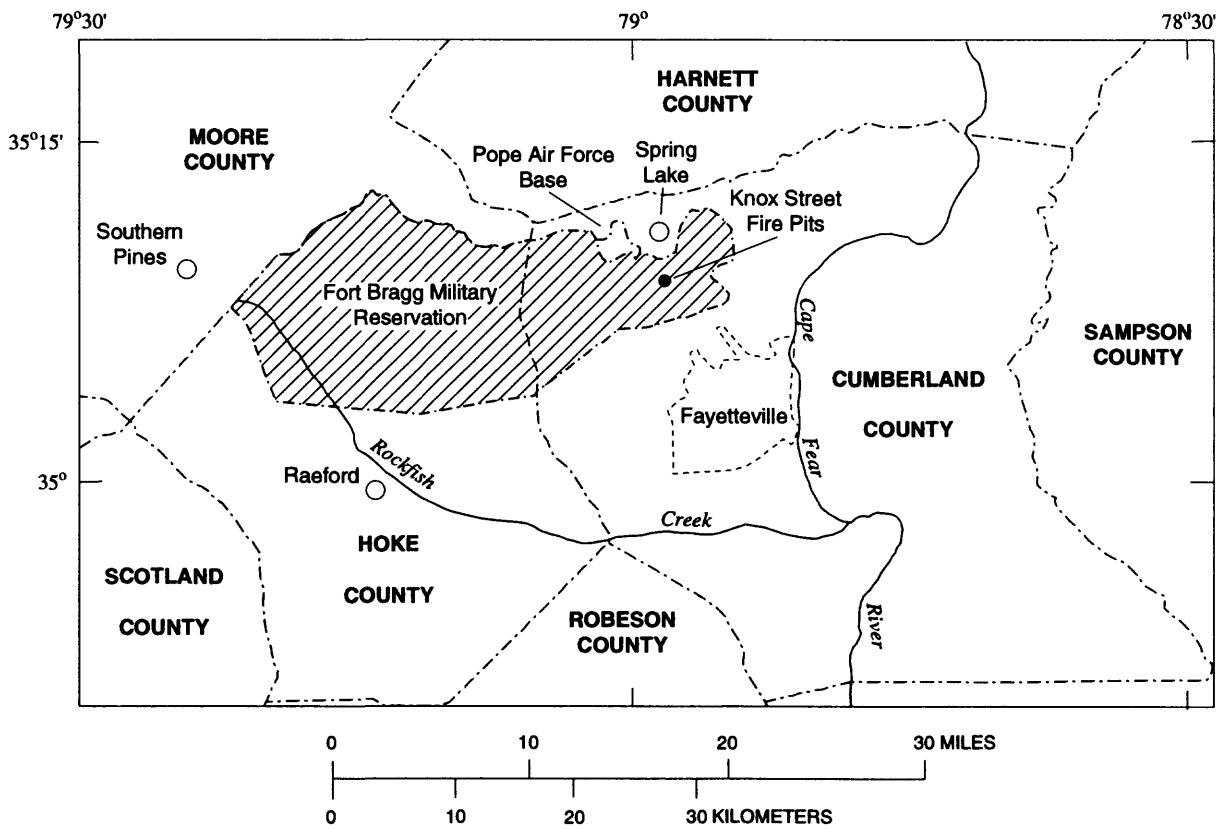 79°30'
79°
78°30'
HARNETT
COUNTY
MOORE
COUNTY
35°15'
Pope Air Force
Base
Spring
Lake
Knox Street
Fire Pits
Southern
Pines
Fort Bragg Military
Reservation
Cape
SAMPSON
COUNTY
CUMBERLAND
COUNTY
Fayetteville
Fear
Rockfish
Raeford
35°
Creek
HOKE
COUNTY
SCOTLAND
COUNTY
ROBESON
COUNTY
River
0 10 20 30 MILES
0 10 20 30 KILOMETERS